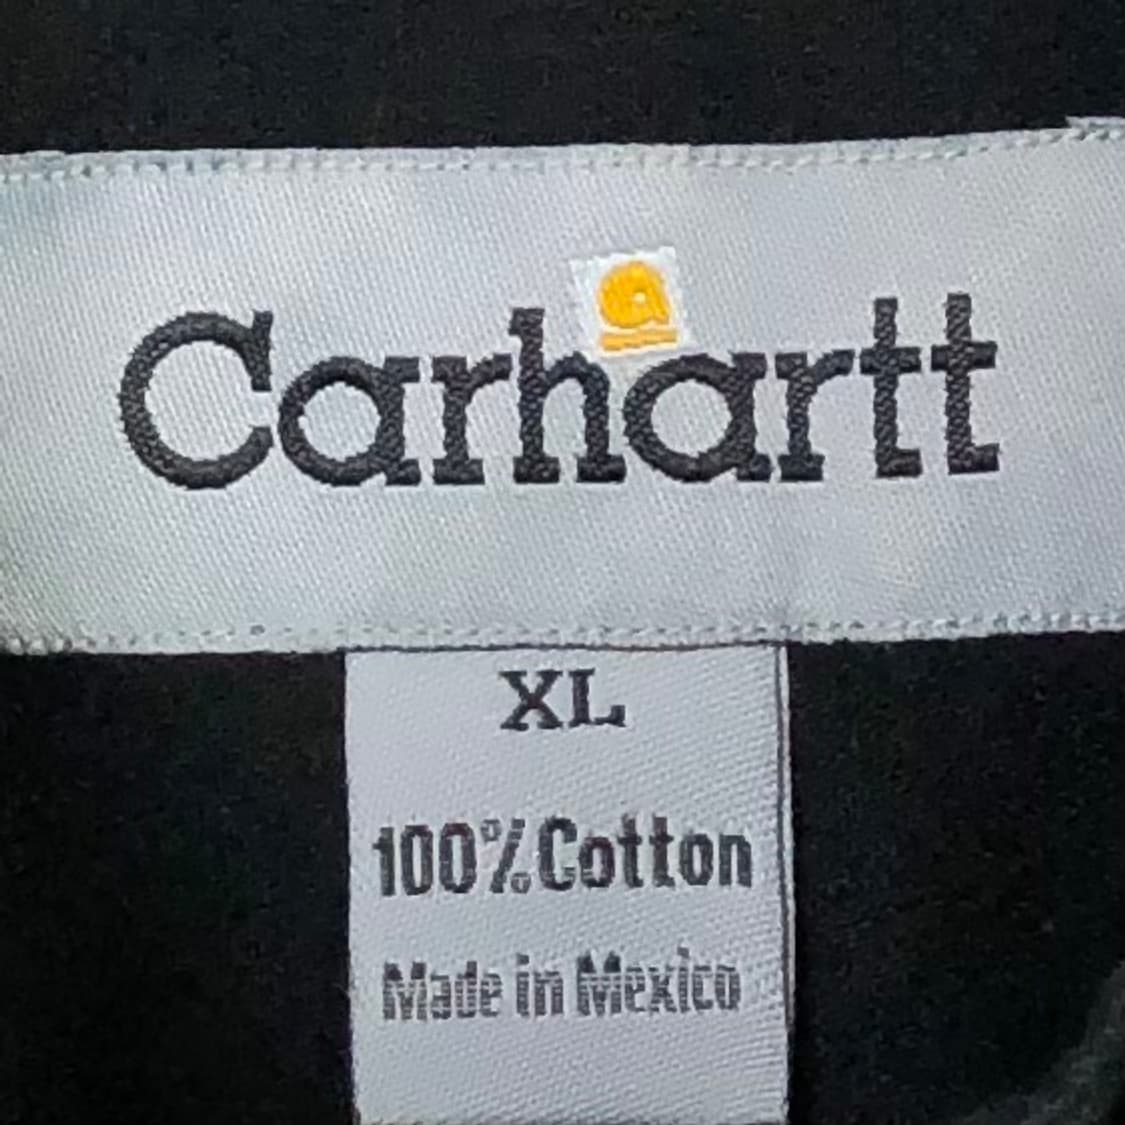 Carhartt
XL
100% Cotton
Made in Mexico